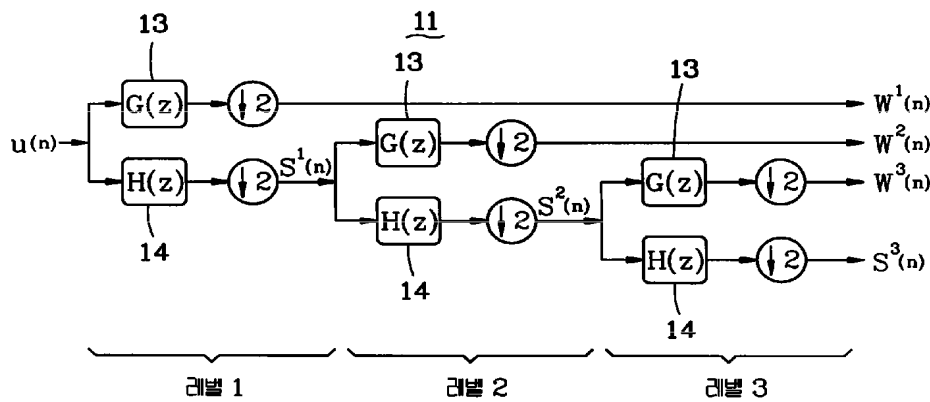 11
13
13
13
G(z)
↓2
W¹(n)
G(z)
↓2
W²(n)
u(n)
H(z)
↓2
S¹(n)
G(z)
↓2
W³(n)
H(z)
↓2
S²(n)
H(z)
↓2
S³(n)
14
14
14
레벨 1
레벨 2
레벨 3